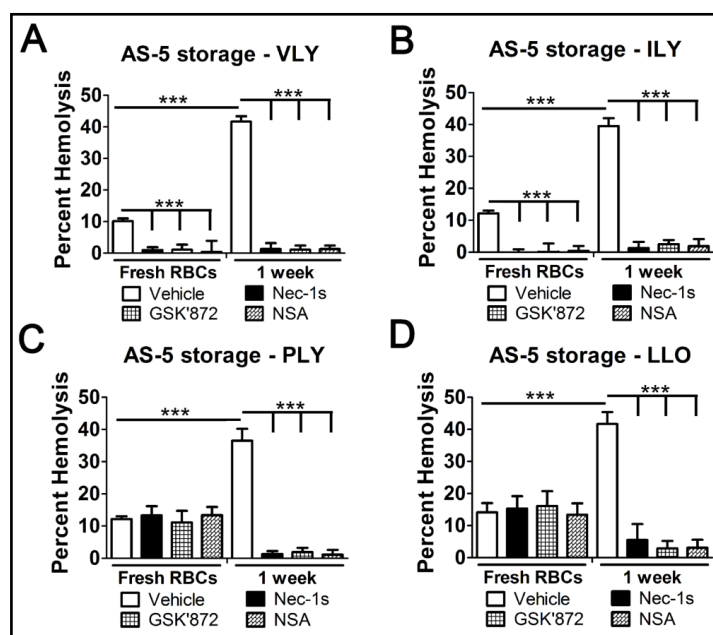 A
AS-5 storage - VLY
Percent Hemolysis
50
40
30
20
10
0
***
***
***
Fresh RBCs
1 week
Vehicle
Nec-1s
GSK'872
NSA
B
AS-5 storage - ILY
Percent Hemolysis
50
40
30
20
10
0
***
***
***
Fresh RBCs
1 week
Vehicle
Nec-1s
GSK'872
NSA
C
AS-5 storage - PLY
Percent Hemolysis
50
40
30
20
10
0
***
***
Fresh RBCs
1 week
Vehicle
Nec-1s
GSK'872
NSA
D
AS-5 storage - LLO
Percent Hemolysis
50
40
30
20
10
0
***
***
Fresh RBCs
1 week
Vehicle
Nec-1s
GSK'872
NSA